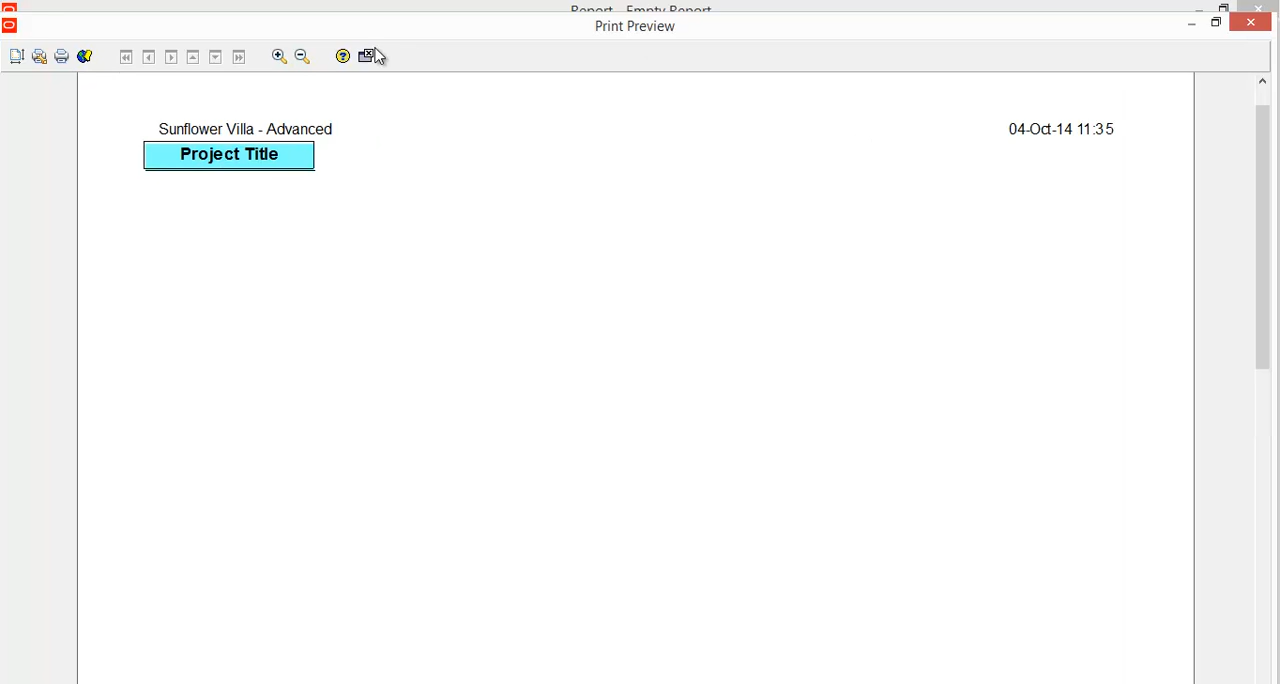 Report - Empty Report
Print Preview
Sunflower Villa - Advanced
04-Oct-14 11:35
Project Title